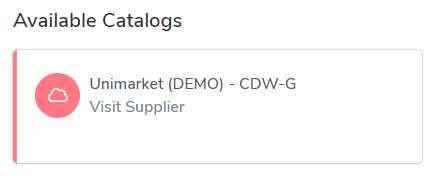 Available Catalogs
Unimarket (DEMO) - CDW-G
Visit Supplier